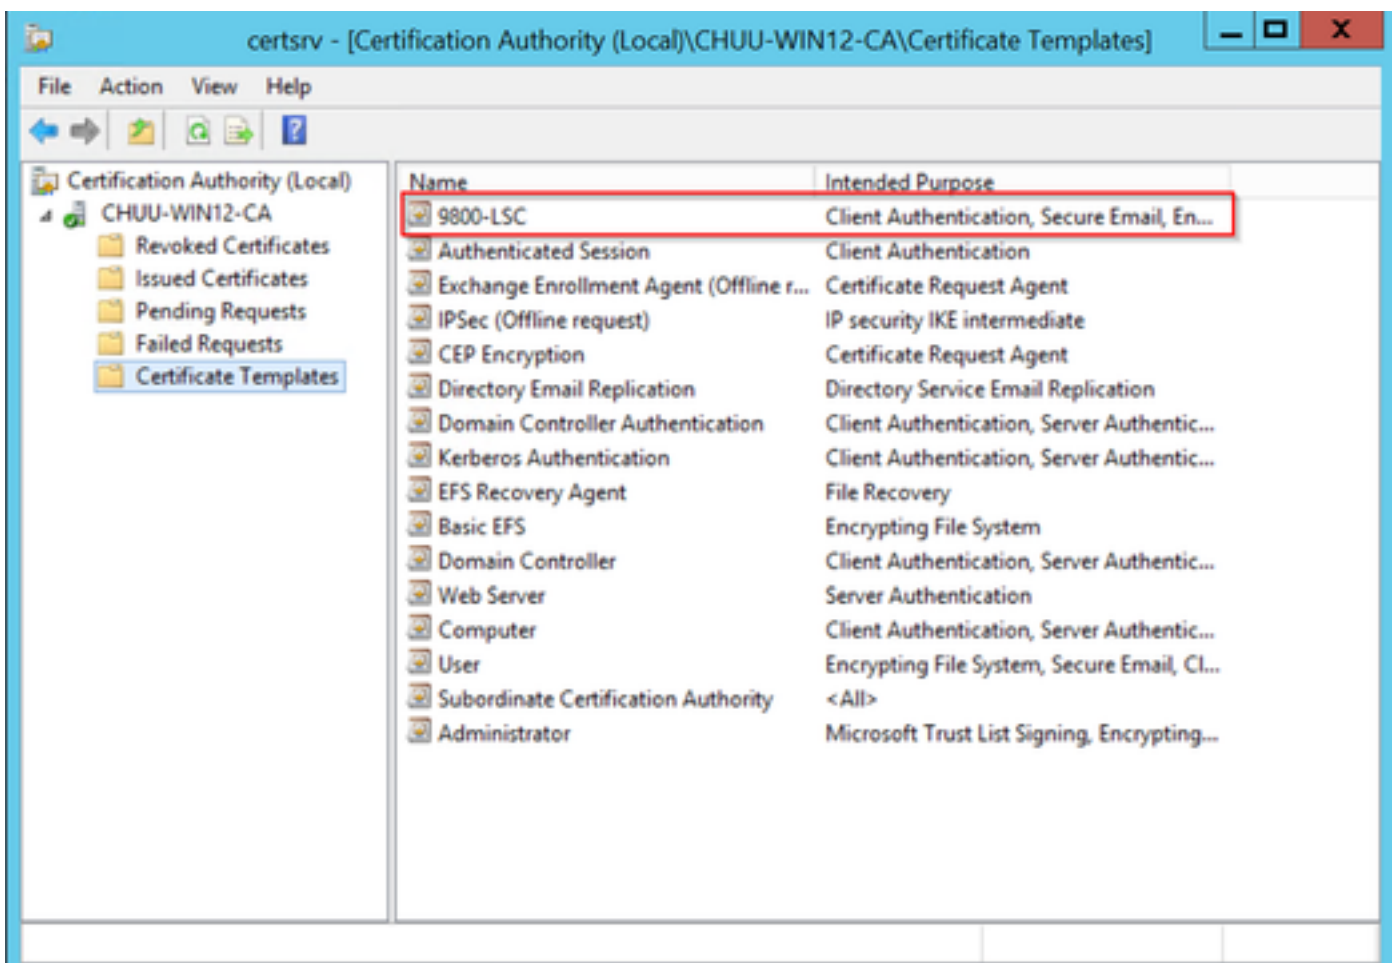 certsrv - [Certification Authority (Local)\CHUU-WIN12-CA\Certificate Templates]
File Action View Help
Certification Authority (Local)
CHUU-WIN12-CA
Revoked Certificates
Issued Certificates
Pending Requests
Failed Requests
Certificate Templates
Name Intended Purpose
9800-LSC Client Authentication, Secure Email, En...
Authenticated Session Client Authentication
Exchange Enrollment Agent (Offline r... Certificate Request Agent
IPSec (Offline request) IP security IKE intermediate
CEP Encryption Certificate Request Agent
Directory Email Replication Directory Service Email Replication
Domain Controller Authentication Client Authentication, Server Authentic...
Kerberos Authentication Client Authentication, Server Authentic...
EFS Recovery Agent File Recovery
Basic EFS Encrypting File System
Domain Controller Client Authentication, Server Authentic...
Web Server Server Authentication
Computer Client Authentication, Server Authentic...
User Encrypting File System, Secure Email, Cl...
Subordinate Certification Authority <All>
Administrator Microsoft Trust List Signing, Encrypting...